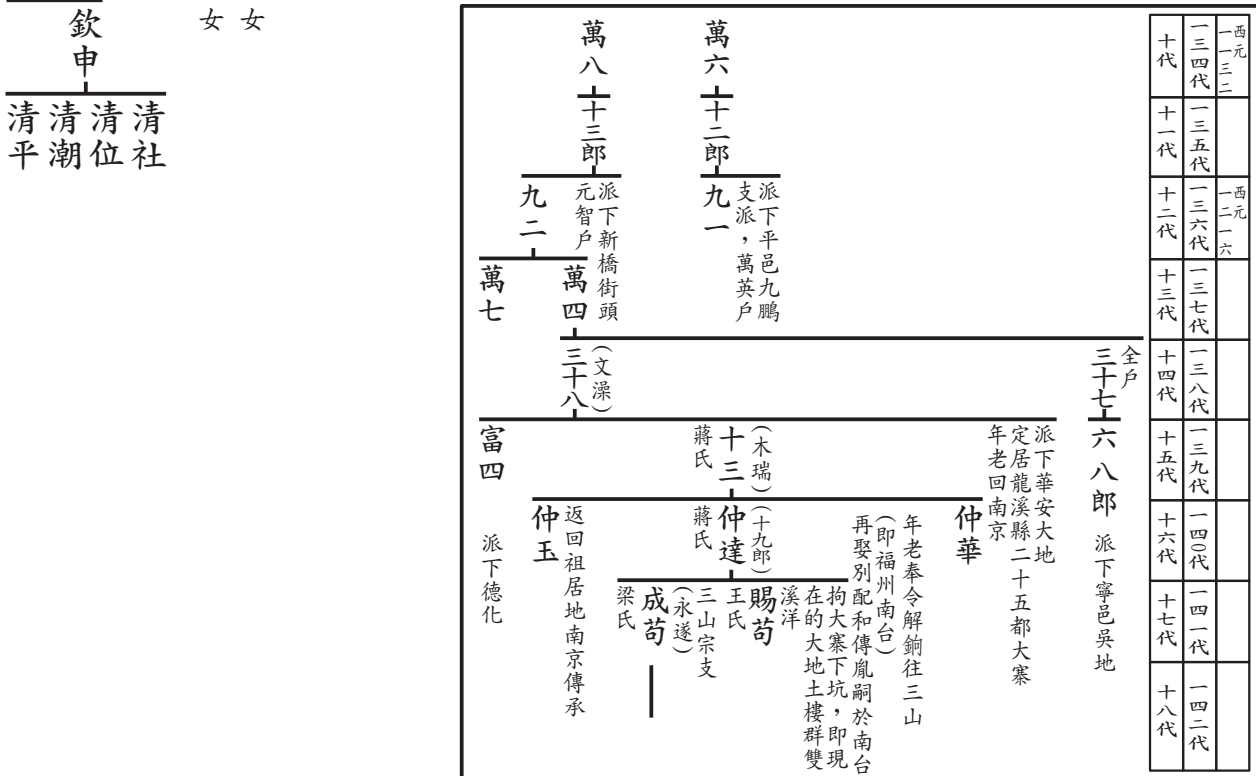 西元一一三二
一三四代
十代
一三五代
十一代
西元一二一六
一三六代
十二代
一三七代
十三代
一三八代
十四代
一三九代
十五代
一四〇代
十六代
一四一代
十七代
一四二代
十八代
萬六
十二郎
九一
派下平邑九鵬
支派，萬英戶
萬八
十三郎
派下新橋街頭
元智戶
九二
萬四
萬七
全戶
三十七
六八郎
派下寧邑吳地
(文澡)
三十八
派下華安大地
定居龍溪縣二十五都大寨
年老回南京
(木瑞)
十三
蔣氏
富四
派下德化
仲華
年老奉令解餉往三山
(即福州南台)
再娶別配和傳胤嗣於南台
(十九郎)
仲達
蔣氏
仲玉
返回祖居地南京傳承
拘大寨下坑，即現
在的大地土樓群雙
溪洋
賜苟
王氏
三山宗支
(永遂)
成苟
梁氏
女
女
欽申
清社
清位
清潮
清平